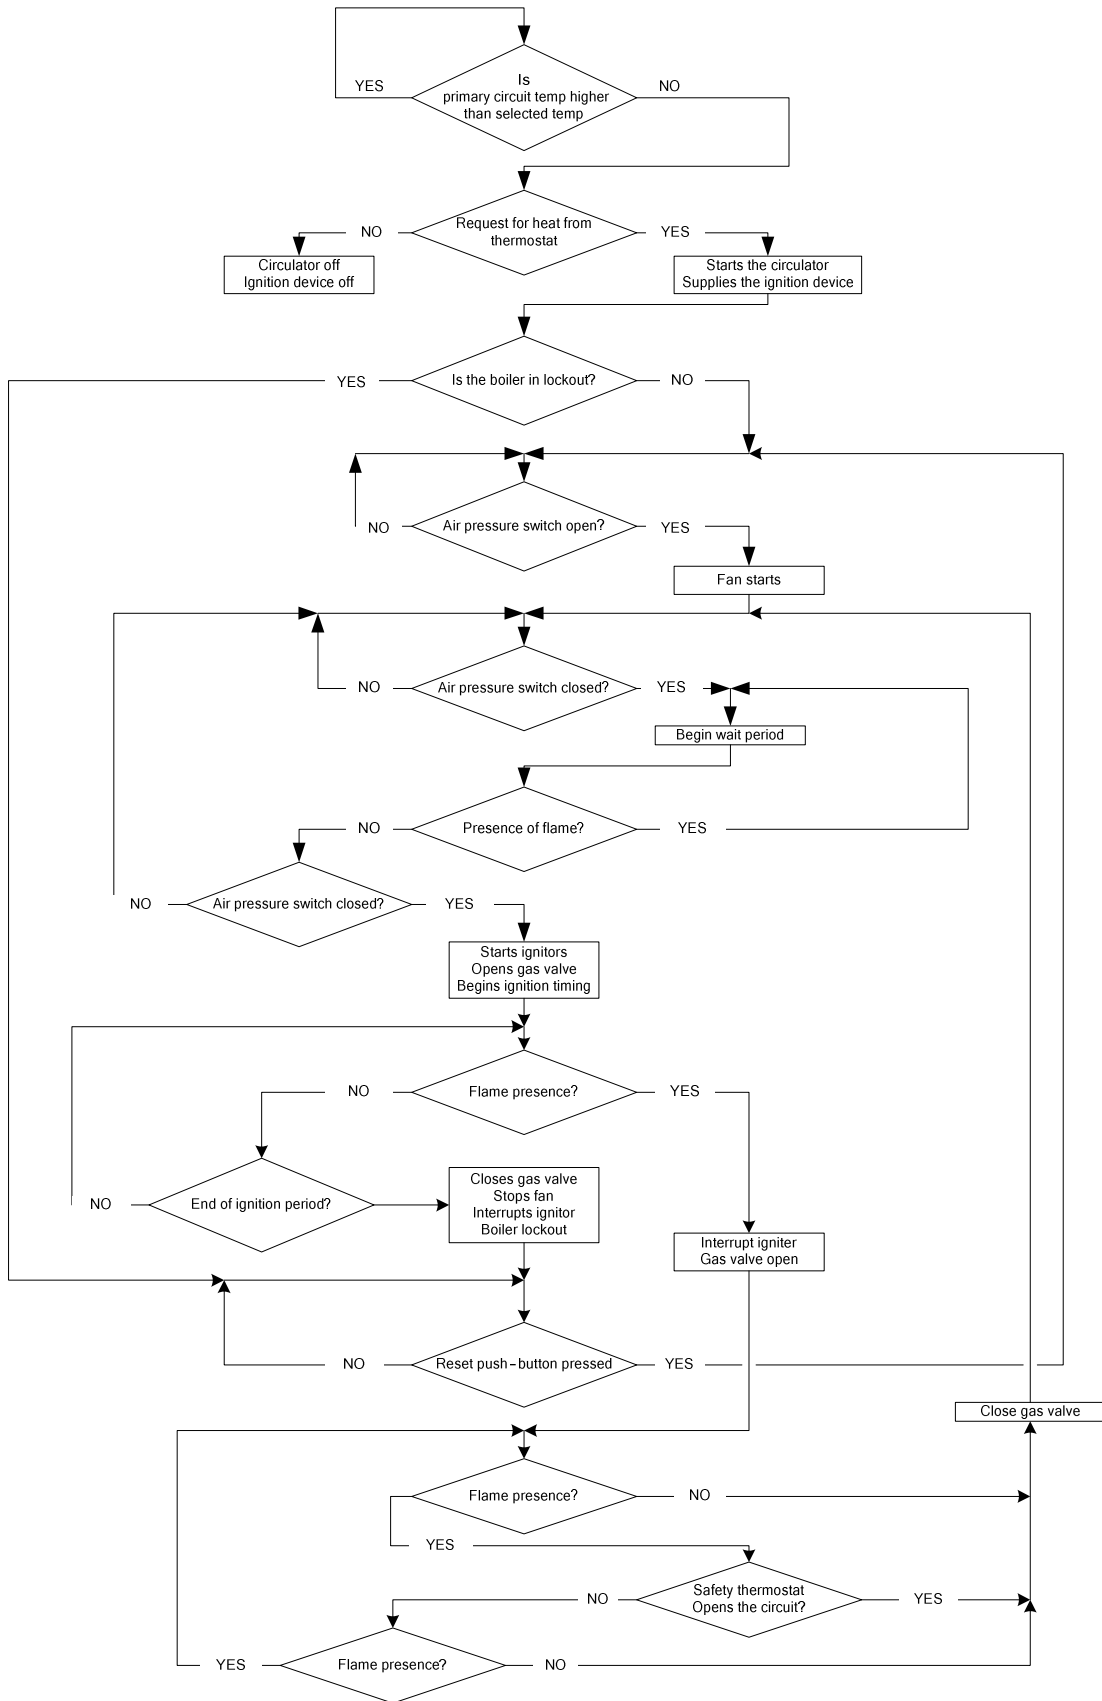 Is
primary circuit temp higher
than selected temp
YES
NO
Request for heat from
thermostat
NO
YES
Circulator off
Ignition device off
Starts the circulator
Supplies the ignition device
Is the boiler in lockout?
YES
NO
Air pressure switch open?
NO
YES
Fan starts
Air pressure switch closed?
NO
YES
Begin wait period
Presence of flame?
NO
YES
Air pressure switch closed?
NO
YES
Starts ignitors
Opens gas valve
Begins ignition timing
Flame presence?
NO
YES
End of ignition period?
NO
Closes gas valve
Stops fan
Interrupts ignitor
Boiler lockout
Interrupt igniter
Gas valve open
Reset push-button pressed
NO
YES
Close gas valve
Flame presence?
NO
YES
Safety thermostat
Opens the circuit?
NO
YES
Flame presence?
YES
NO